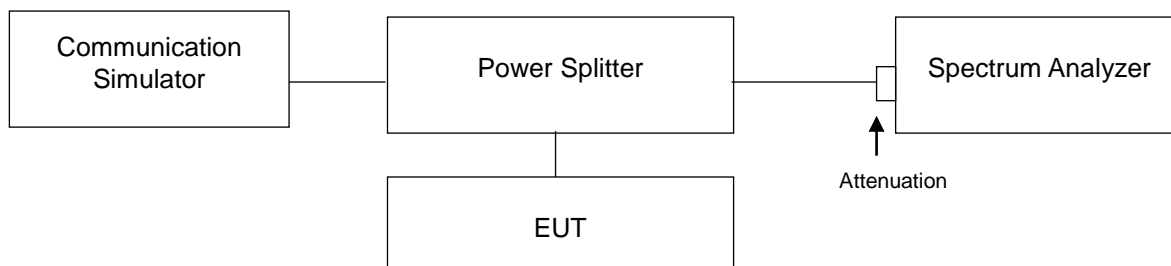 Communication
Simulator
Power Splitter
Spectrum Analyzer
Attenuation
EUT